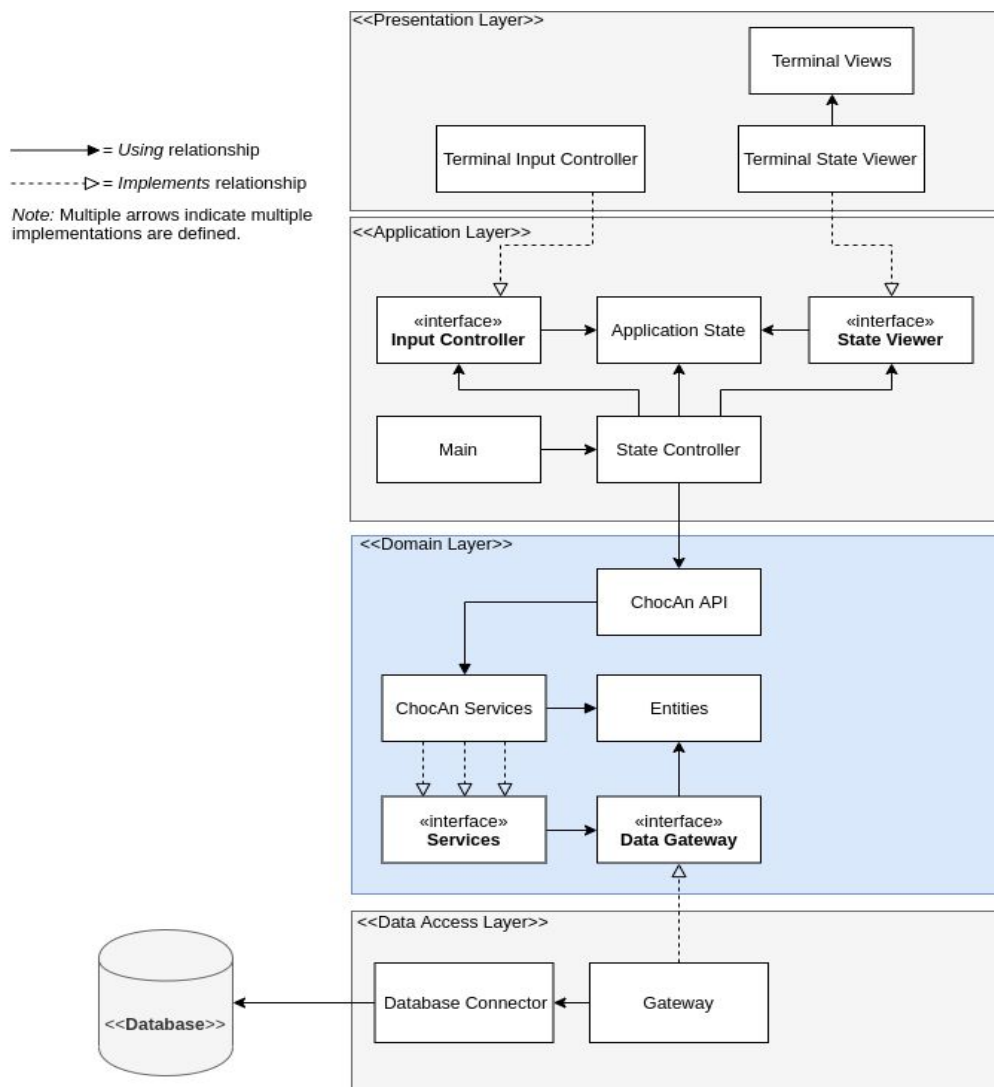 <<Presentation Layer>>
Terminal Views
Terminal Input Controller
Terminal State Viewer
= Using relationship
= Implements relationship
Note: Multiple arrows indicate multiple
implementations are defined.
<<Application Layer>>
«interface»
Input Controller
Application State
«interface»
State Viewer
Main
State Controller
<<Domain Layer>>
ChocAn API
ChocAn Services
Entities
«interface»
Services
«interface»
Data Gateway
<<Data Access Layer>>
<<Database>>
Database Connector
Gateway